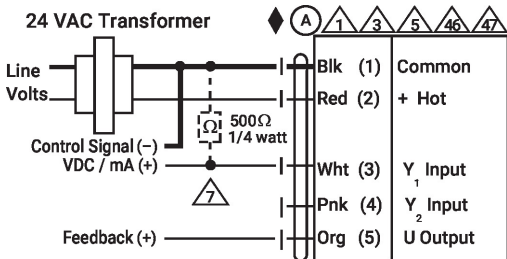 24 VAC Transformer
A 1 3 5 46 47
Line
Volts
Blk (1) Common
Red (2) + Hot
Ω 500Ω
1/4 watt
Control Signal (–)
VDC / mA (+)
Wht (3) Y1 Input
7
Pnk (4) Y2 Input
Feedback (+)
Org (5) U Output